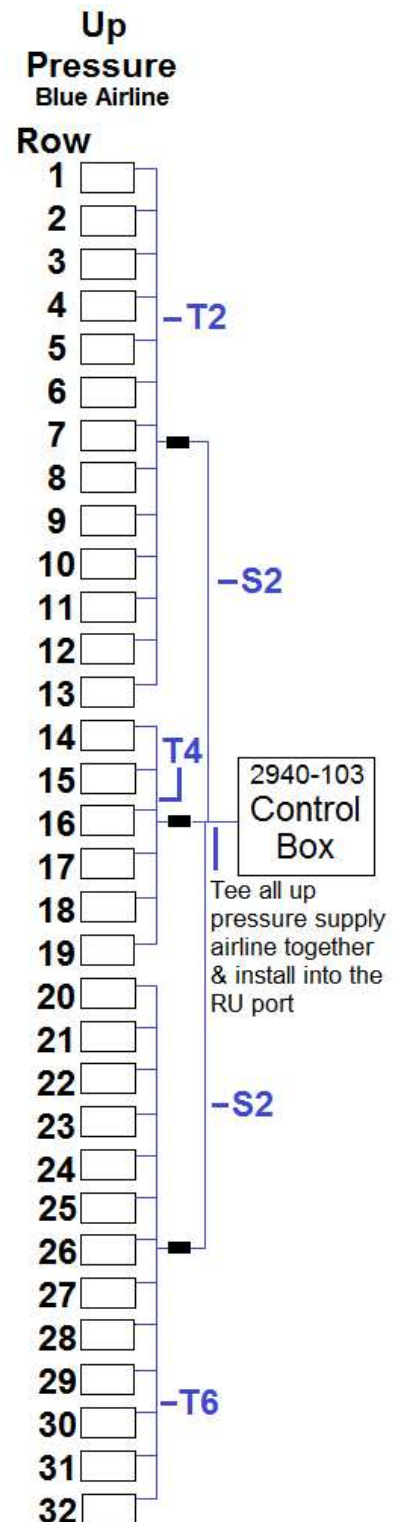 Up
Pressure
Blue Airline
Row
1
2
3
4
–T2
5
6
7
8
9
10
–S2
11
12
13
14
T4
15
2940-103
16
Control
Box
17
Tee all up
18
pressure supply
airline together
19
& install into the
20
RU port
21
22
–S2
23
24
25
26
27
28
29
–T6
30
31
32